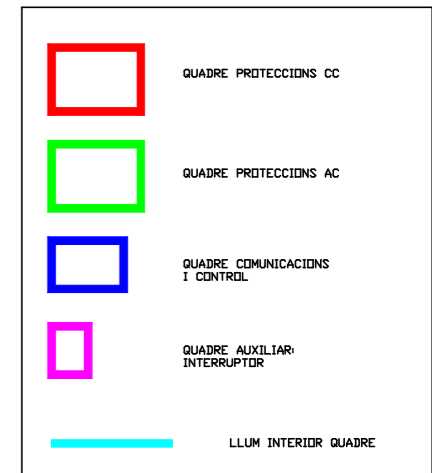 QUADRE PROTECCIONS CC
QUADRE PROTECCIONS AC
QUADRE COMUNICACIONS
I CONTROL
QUADRE AUXILIAR:
INTERRUPTOR
LLUM INTERIOR QUADRE